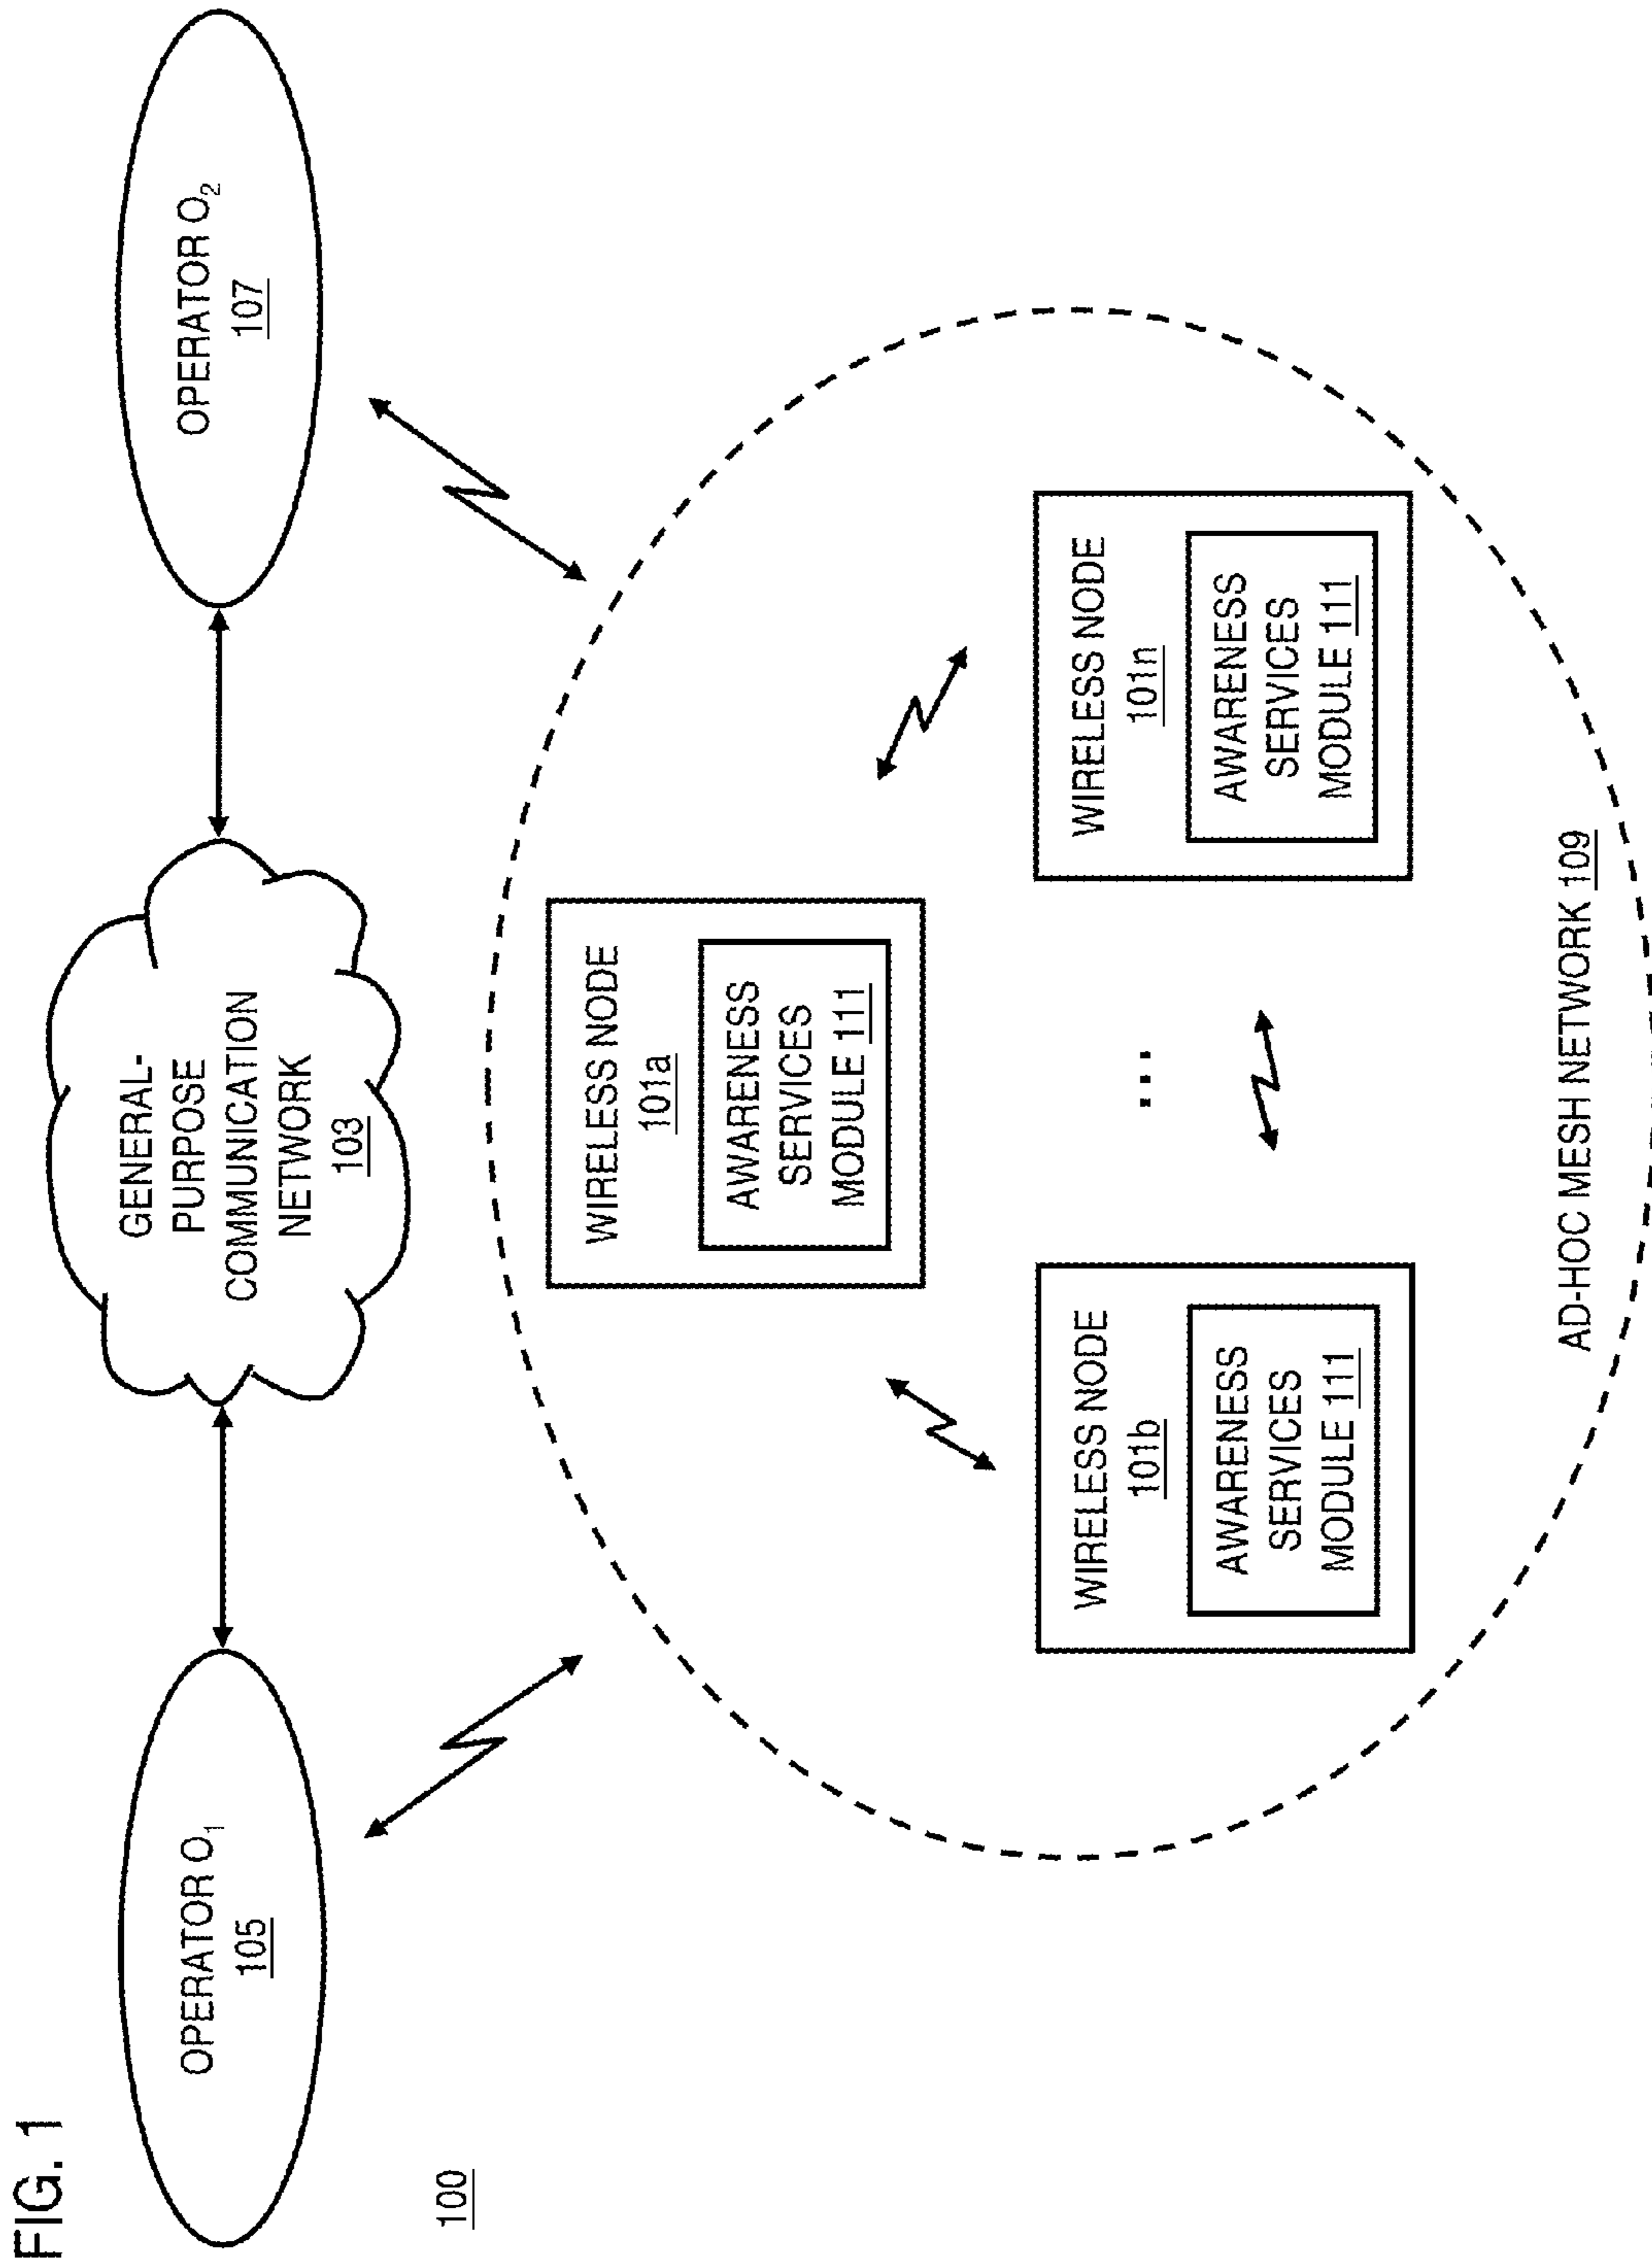 FIG. 1
100
OPERATOR O₁
105
GENERAL-
PURPOSE
COMMUNICATION
NETWORK
103
OPERATOR O₂
107
WIRELESS NODE
101a
AWARENESS
SERVICES
MODULE 111
WIRELESS NODE
101b
AWARENESS
SERVICES
MODULE 111
...
WIRELESS NODE
101n
AWARENESS
SERVICES
MODULE 111
AD-HOC MESH NETWORK 109